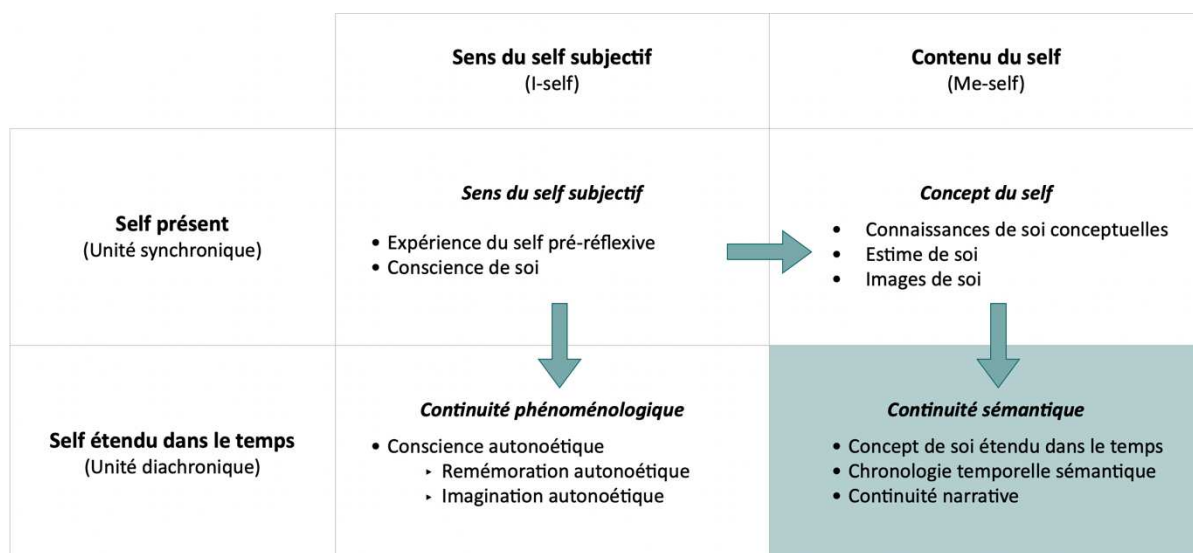 Sens du self subjectif
(I-self)
Contenu du self
(Me-self)
Self présent
(Unité synchronique)
Sens du self subjectif
• Expérience du self pré-réflexive
• Conscience de soi
Concept du self
• Connaissances de soi conceptuelles
• Estime de soi
• Images de soi
Self étendu dans le temps
(Unité diachronique)
Continuité phénoménologique
• Conscience autonoétique
▸ Remémoration autonoétique
▸ Imagination autonoétique
Continuité sémantique
• Concept de soi étendu dans le temps
• Chronologie temporelle sémantique
• Continuité narrative